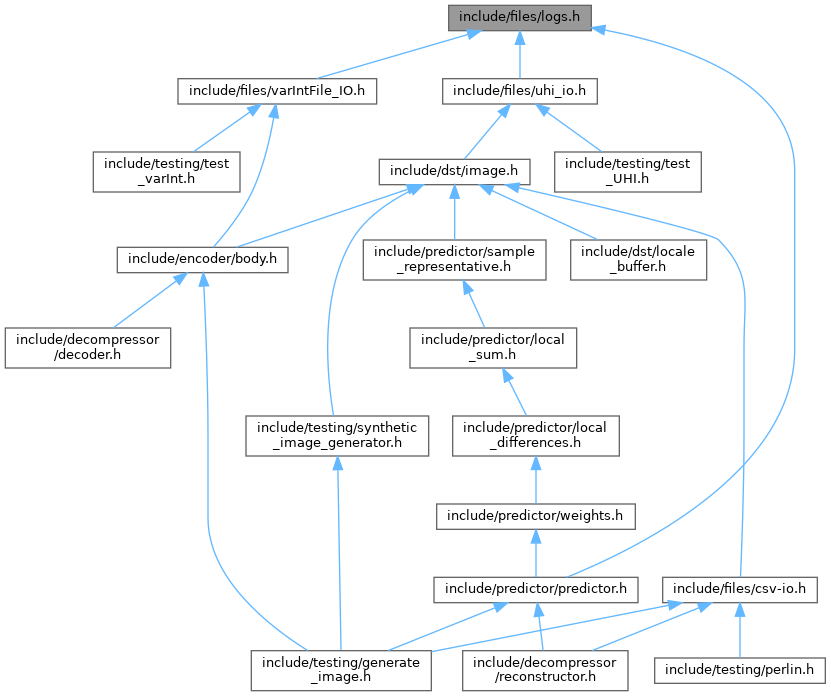 include/files/logs.h
include/files/varIntFile_IO.h
include/files/uhi_io.h
include/testing/test
_varInt.h
include/dst/image.h
include/testing/test
_UHI.h
include/encoder/body.h
include/predictor/sample
_representative.h
include/dst/locale
_buffer.h
include/decompressor
/decoder.h
include/predictor/local
_sum.h
include/testing/synthetic
_image_generator.h
include/predictor/local
_differences.h
include/predictor/weights.h
include/predictor/predictor.h
include/files/csv-io.h
include/testing/generate
_image.h
include/decompressor
/reconstructor.h
include/testing/perlin.h